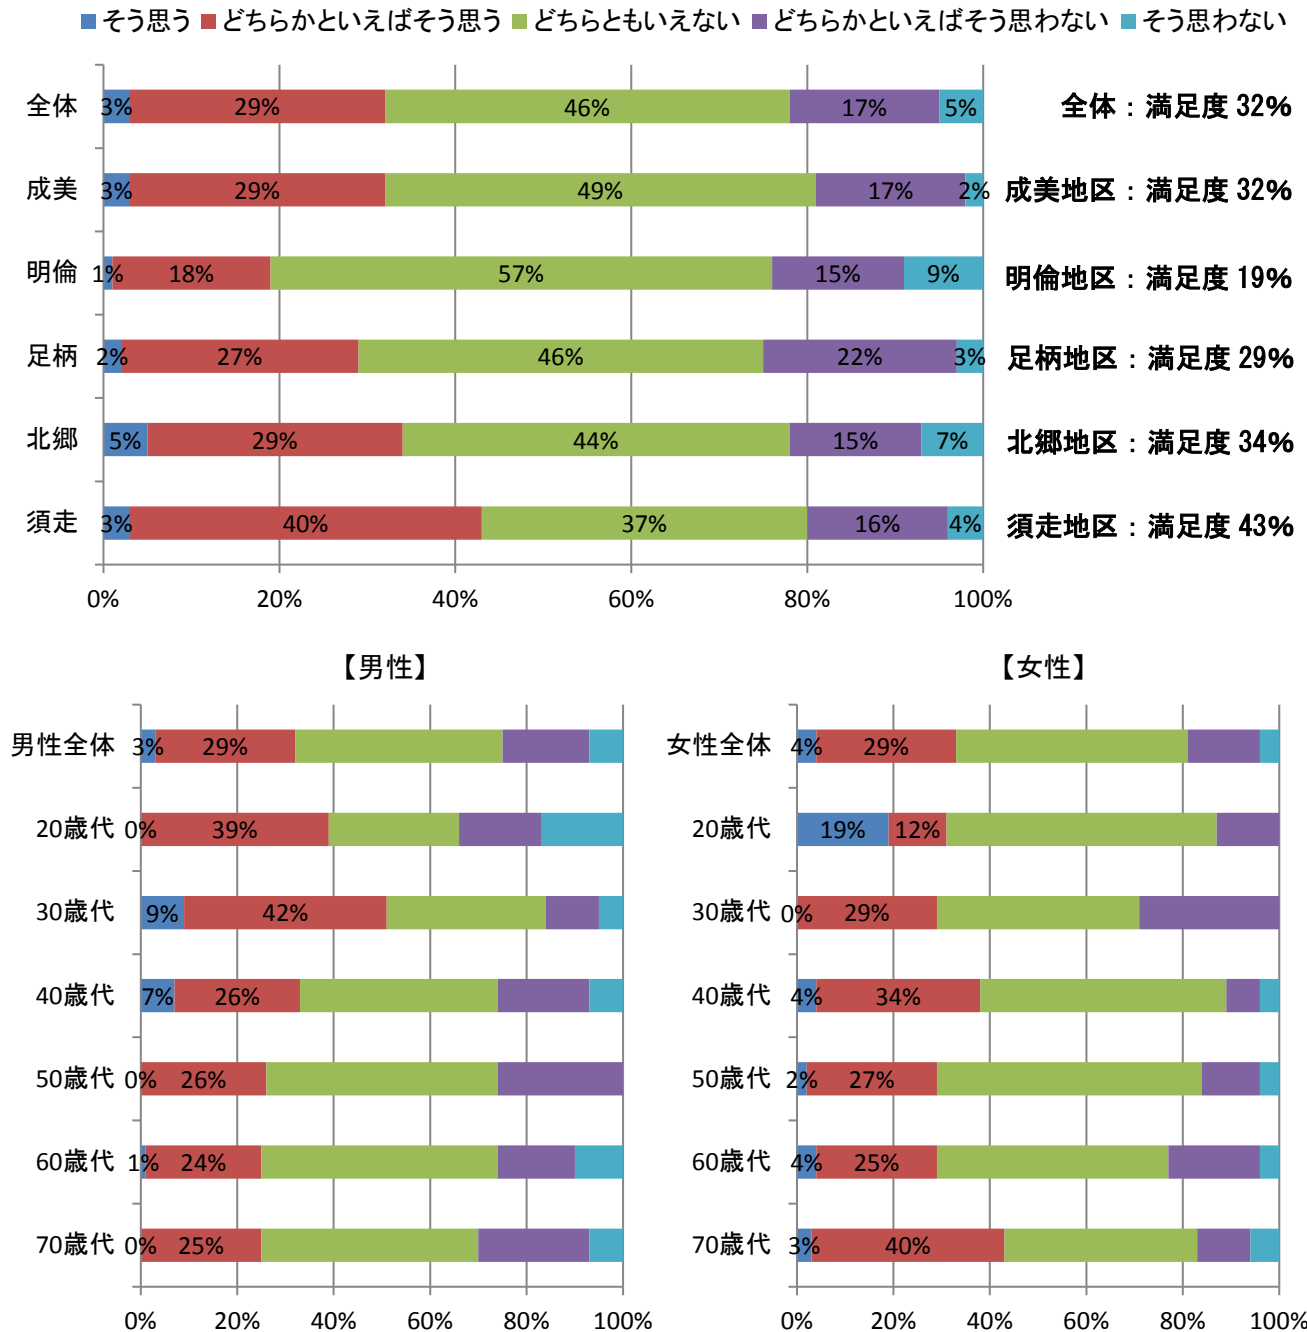 そう思う どちらかといえばそう思う どちらともいえない どちらかといえばそう思わない そう思わない
全体 3% 29% 46% 17% 5% 全体：満足度 32%
成美 3% 29% 49% 17% 2% 成美地区：満足度 32%
明倫 1% 18% 57% 15% 9% 明倫地区：満足度 19%
足柄 2% 27% 46% 22% 3% 足柄地区：満足度 29%
北郷 5% 29% 44% 15% 7% 北郷地区：満足度 34%
須走 3% 40% 37% 16% 4% 須走地区：満足度 43%
0% 20% 40% 60% 80% 100%
【男性】
男性全体 3% 29%
20歳代 0% 39%
30歳代 9% 42%
40歳代 7% 26%
50歳代 0% 26%
60歳代 1% 24%
70歳代 0% 25%
0% 20% 40% 60% 80% 100%
【女性】
女性全体 4% 29%
20歳代 19% 12%
30歳代 0% 29%
40歳代 4% 34%
50歳代 2% 27%
60歳代 4% 25%
70歳代 3% 40%
0% 20% 40% 60% 80% 100%